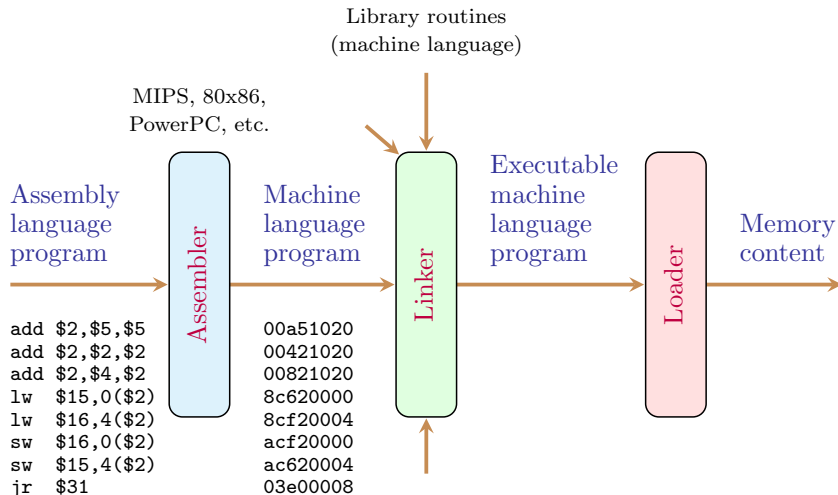 Library routines
(machine language)
MIPS, 80x86,
PowerPC, etc.
Assembly
language
program
Assembler
Machine
language
program
Linker
Executable
machine
language
program
Loader
Memory
content
add $2,$5,$5
add $2,$2,$2
add $2,$4,$2
lw $15,0($2)
lw $16,4($2)
sw $16,0($2)
sw $15,4($2)
jr $31
00a51020
00421020
00821020
8c620000
8cf20004
acf20000
ac620004
03e00008